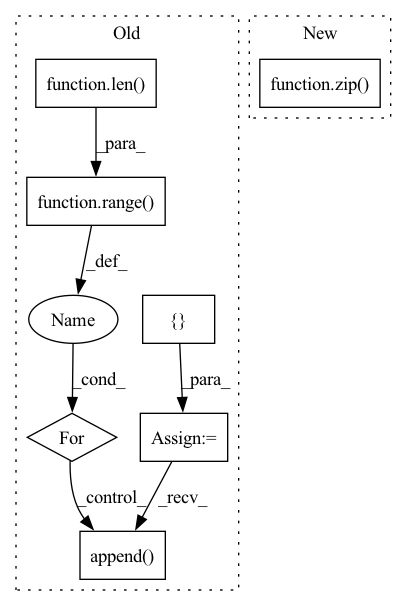 Old
New
function.len()
function.zip()
_para_
function.range()
_def_
Name
{}
_cond_
_para_
For
Assign:=
_control_
_recv_
append()